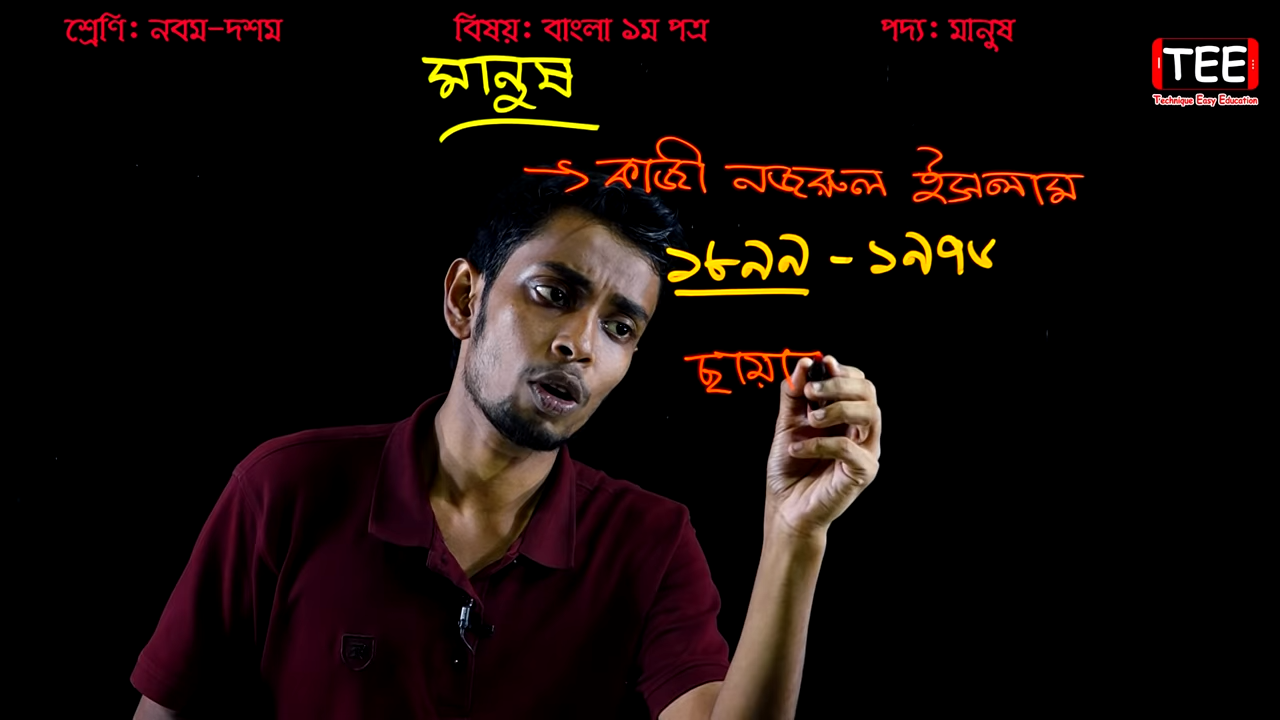 শ্রেণি: নবম-দশম বিষয়: বাংলা ১ম পত্র পদ্য: মানুষ
TEE
Technique Easy Education
মানুষ
→ কাজী নজরুল ইসলাম
১৮৯৯ - ১৯৭৬